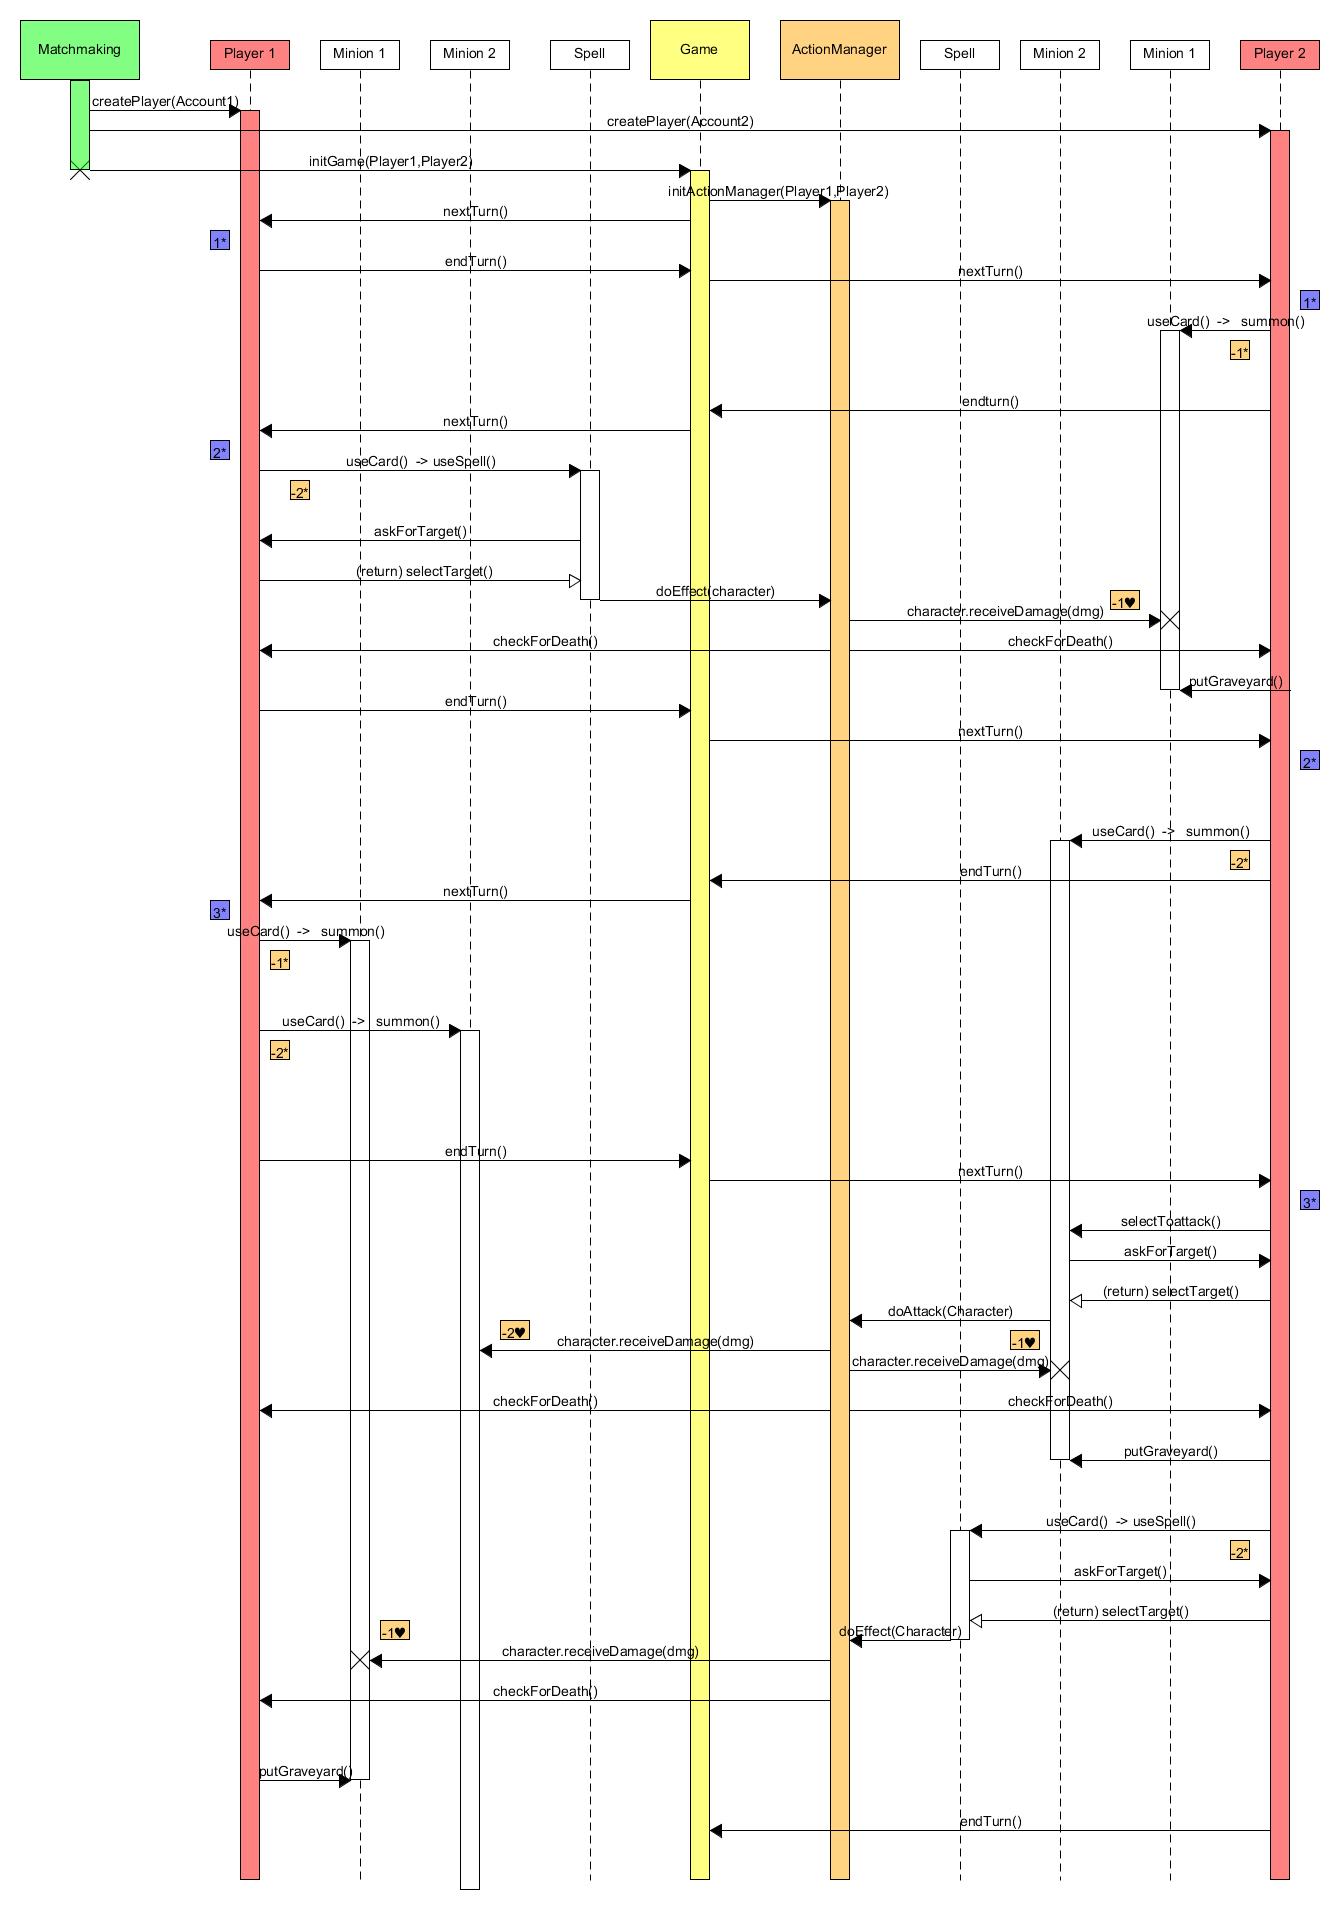 Matchmaking
Player 1
Minion 1
Minion 2
Spell
Game
ActionManager
Spell
Minion 2
Minion 1
Player 2
createPlayer(Account1)
createPlayer(Account2)
initGame(Player1,Player2)
initActionManager(Player1,Player2)
nextTurn()
1*
endTurn()
nextTurn()
1*
useCard() -> summon()
-1*
endturn()
nextTurn()
2*
useCard() -> useSpell()
-2*
askForTarget()
(return) selectTarget()
doEffect(character)
-1♥
character.receiveDamage(dmg)
checkForDeath()
checkForDeath()
putGraveyard()
endTurn()
nextTurn()
2*
useCard() -> summon()
-2*
endTurn()
nextTurn()
3*
useCard() -> summon()
-1*
useCard() -> summon()
-2*
endTurn()
nextTurn()
3*
selectToattack()
askForTarget()
(return) selectTarget()
doAttack(Character)
-2♥
character.receiveDamage(dmg)
-1♥
character.receiveDamage(dmg)
checkForDeath()
checkForDeath()
putGraveyard()
useCard() -> useSpell()
-2*
askForTarget()
(return) selectTarget()
doEffect(Character)
-1♥
character.receiveDamage(dmg)
checkForDeath()
putGraveyard()
endTurn()